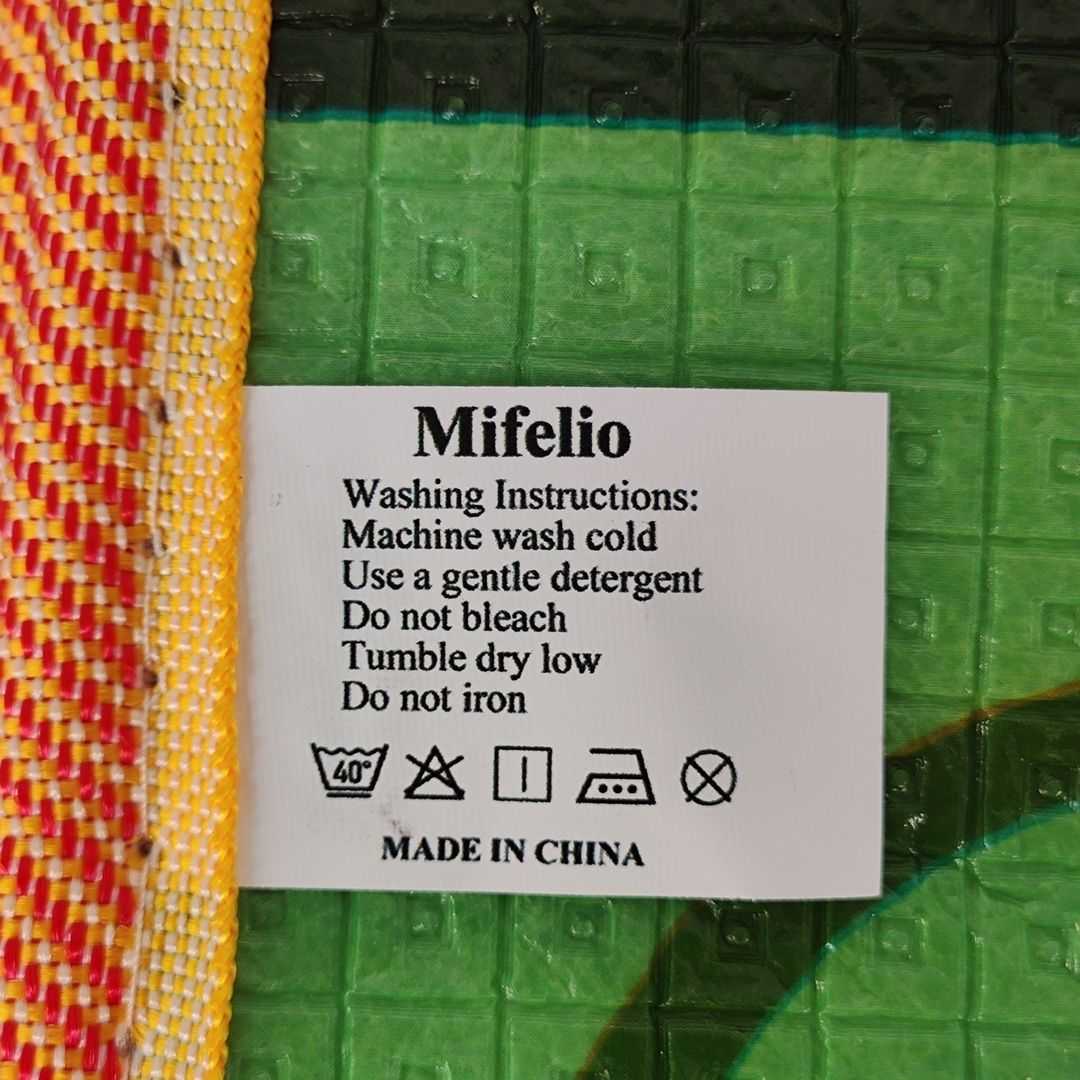 Mifelio
Washing Instructions:
Machine wash cold
Use a gentle detergent
Do not bleach
Tumble dry low
Do not iron
40°
MADE IN CHINA